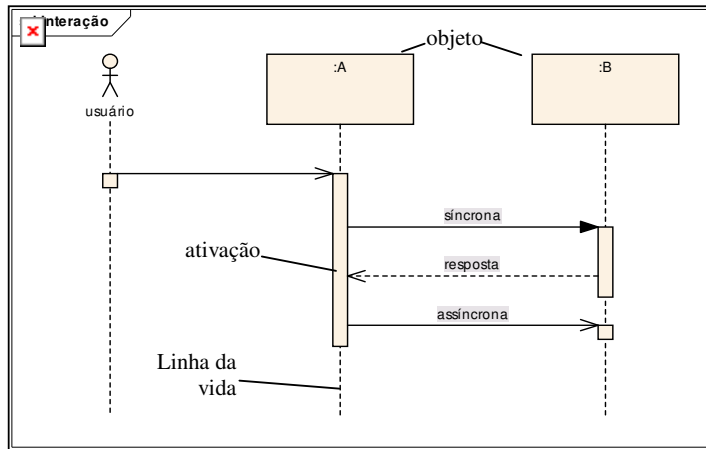 Interação
objeto
:A
:B
usuário
síncrona
ativação
resposta
assíncrona
Linha da
vida